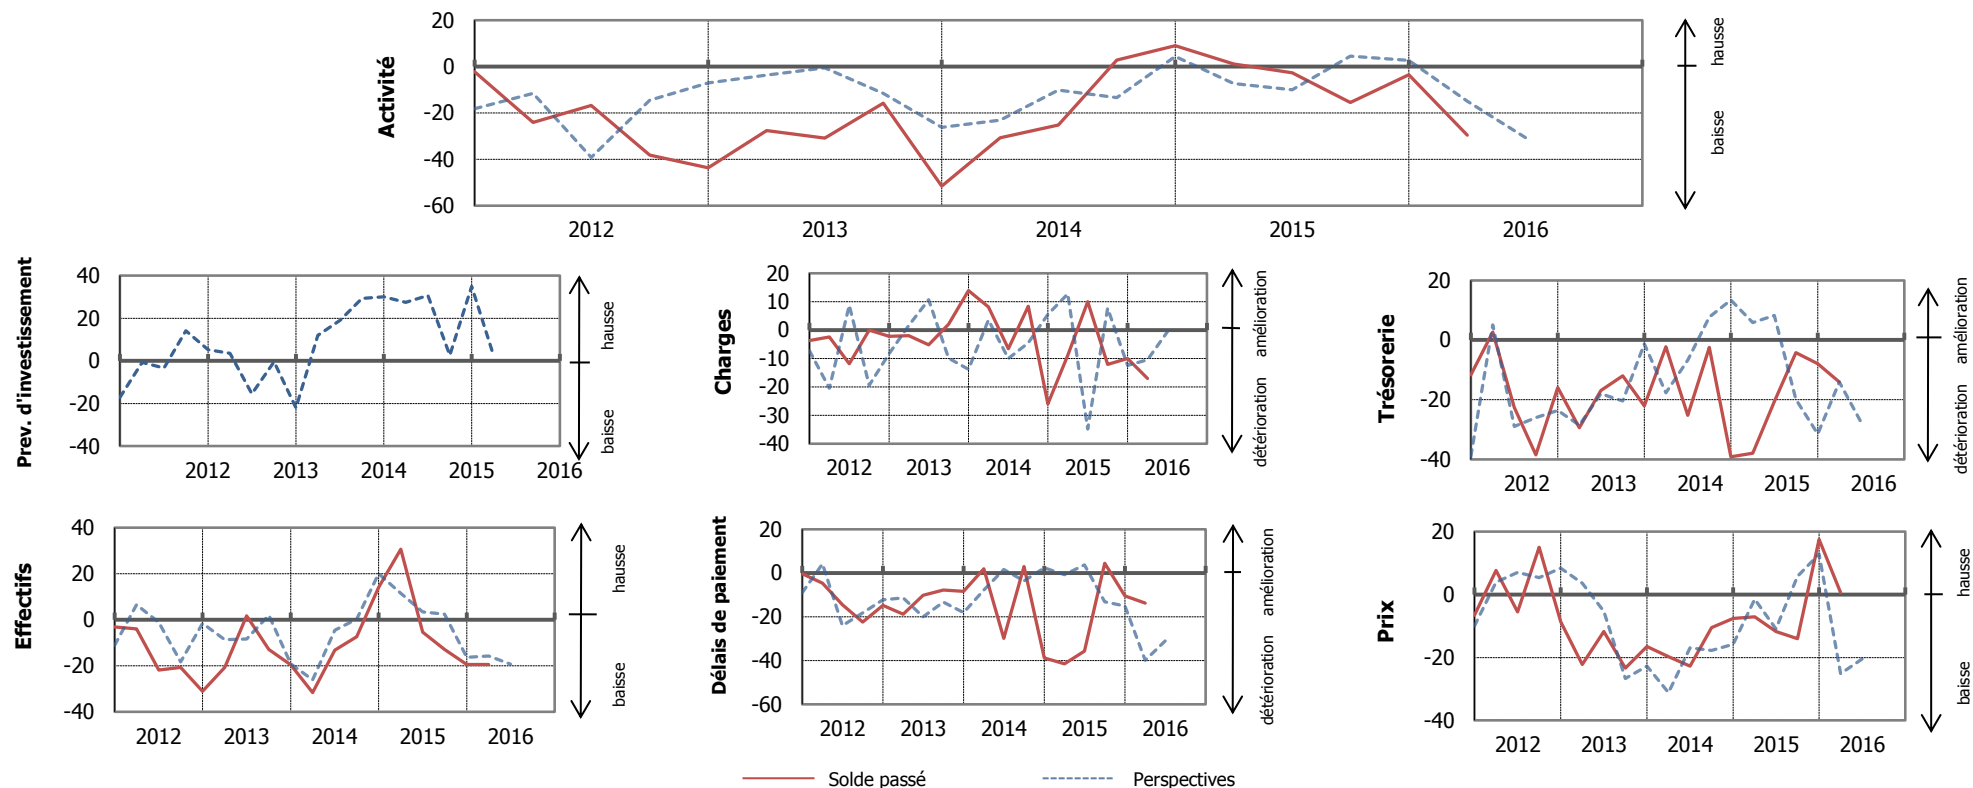 Activité
20
0
-20
-40
-60
2012 2013 2014 2015 2016
hausse
baisse
Prev. d'investissement
40
20
0
-20
-40
2012 2013 2014 2015 2016
hausse
baisse
Charges
20
10
0
-10
-20
-30
-40
2012 2013 2014 2015 2016
amélioration
détérioration
Trésorerie
20
0
-20
-40
2012 2013 2014 2015 2016
amélioration
détérioration
Effectifs
40
20
0
-20
-40
2012 2013 2014 2015 2016
hausse
baisse
Délais de paiement
20
0
-20
-40
-60
2012 2013 2014 2015 2016
amélioration
détérioration
Prix
20
0
-20
-40
2012 2013 2014 2015 2016
hausse
baisse
Solde passé Perspectives